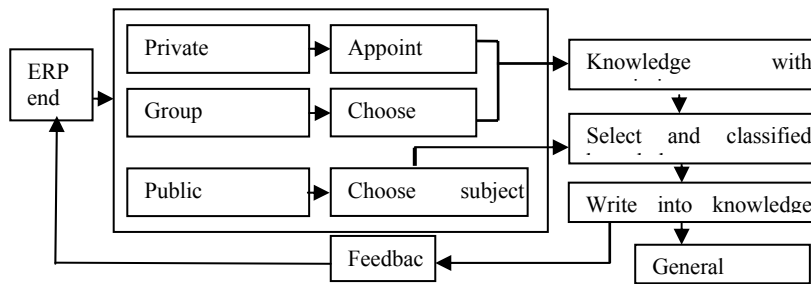 ERP
end
Private
Appoint
Group
Choose
Public
Choose subject
Knowledge with
Select and classified
Write into knowledge
General
Feedbac